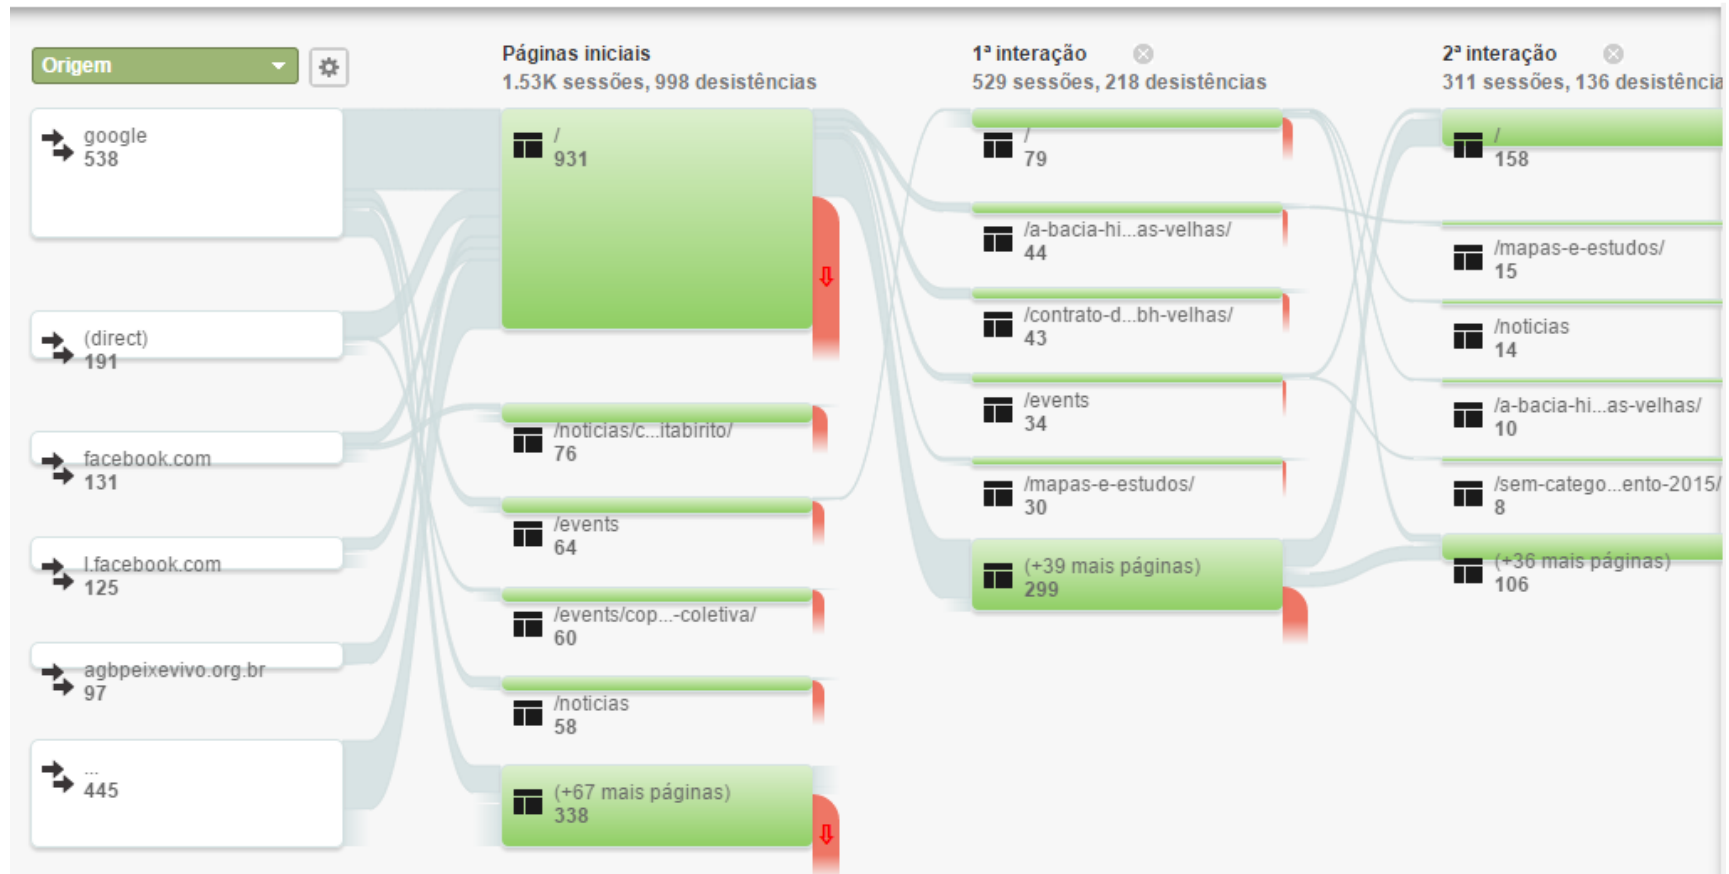 Origem
google
538
(direct)
191
facebook.com
131
l.facebook.com
125
agbpeixevivo.org.br
97
...
445
Páginas iniciais
1.53K sessões, 998 desistências
/
931
/noticias/c...itabirito/
76
/events
64
/events/cop...-coletiva/
60
/noticias
58
(+67 mais páginas)
338
1ª interação
529 sessões, 218 desistências
/
79
/a-bacia-hi...as-velhas/
44
/contrato-d...bh-velhas/
43
/events
34
/mapas-e-estudos/
30
(+39 mais páginas)
299
2ª interação
311 sessões, 136 desistência
/
158
/mapas-e-estudos/
15
/noticias
14
/a-bacia-hi...as-velhas/
10
/sem-catego...ento-2015/
8
(+36 mais páginas)
106